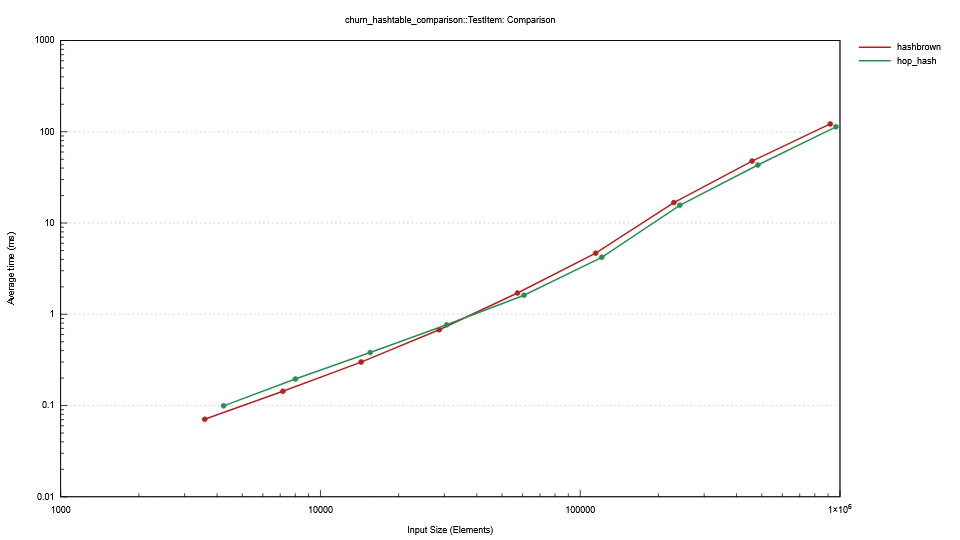 churn_hashtable_comparison::TestItem: Comparison
hashbrown
hop_hash
1000
100
10
1
0.1
0.01
Average time (ms)
1000
10000
100000
1×10⁶
Input Size (Elements)